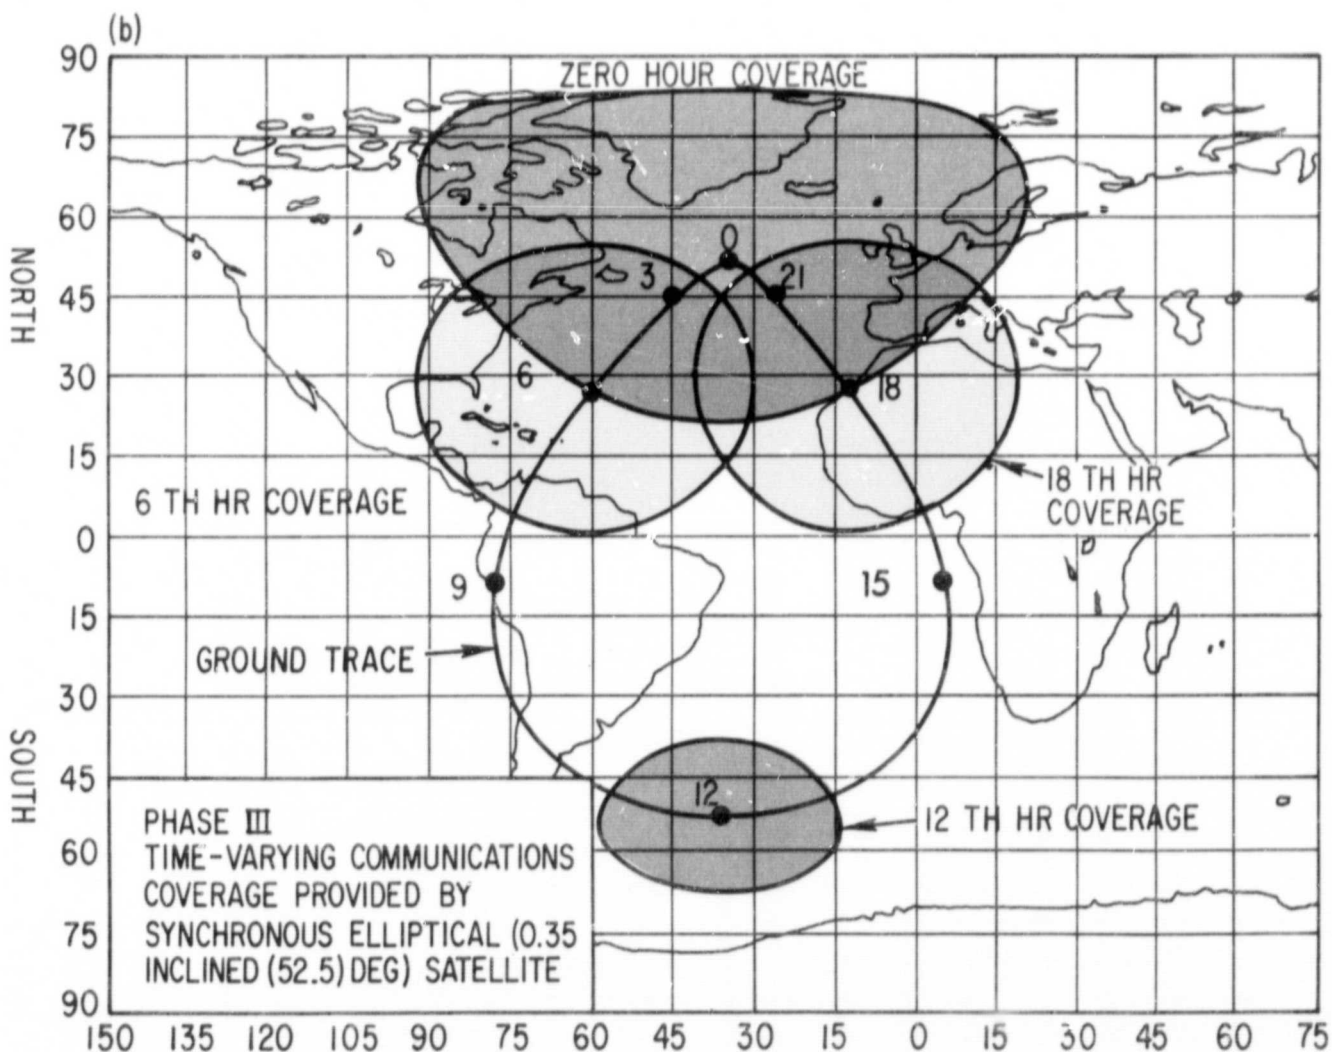 (b)
90
ZERO HOUR COVERAGE
75
60
0
3
21
45
NORTH
30
6
18
15
6 TH HR COVERAGE
18 TH HR
COVERAGE
0
9
15
15
GROUND TRACE
30
SOUTH
45
12
12 TH HR COVERAGE
PHASE III
TIME-VARYING COMMUNICATIONS
COVERAGE PROVIDED BY
SYNCHRONOUS ELLIPTICAL (0.35
INCLINED (52.5) DEG) SATELLITE
60
75
90
150 135 120 105 90 75 60 45 30 15 0 15 30 45 60 75